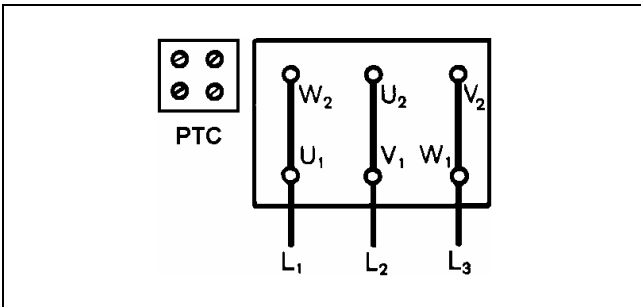 W₂ U₂ V₂
PTC
U₁ V₁ W₁
L₁ L₂ L₃